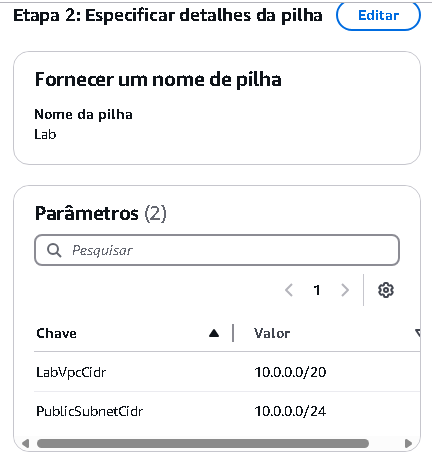 Etapa 2: Especificar detalhes da pilha
Editar
Fornecer um nome de pilha
Nome da pilha
Lab
Parâmetros (2)
Pesquisar
1
Chave Valor
LabVpcCidr 10.0.0.0/20
PublicSubnetCidr 10.0.0.0/24